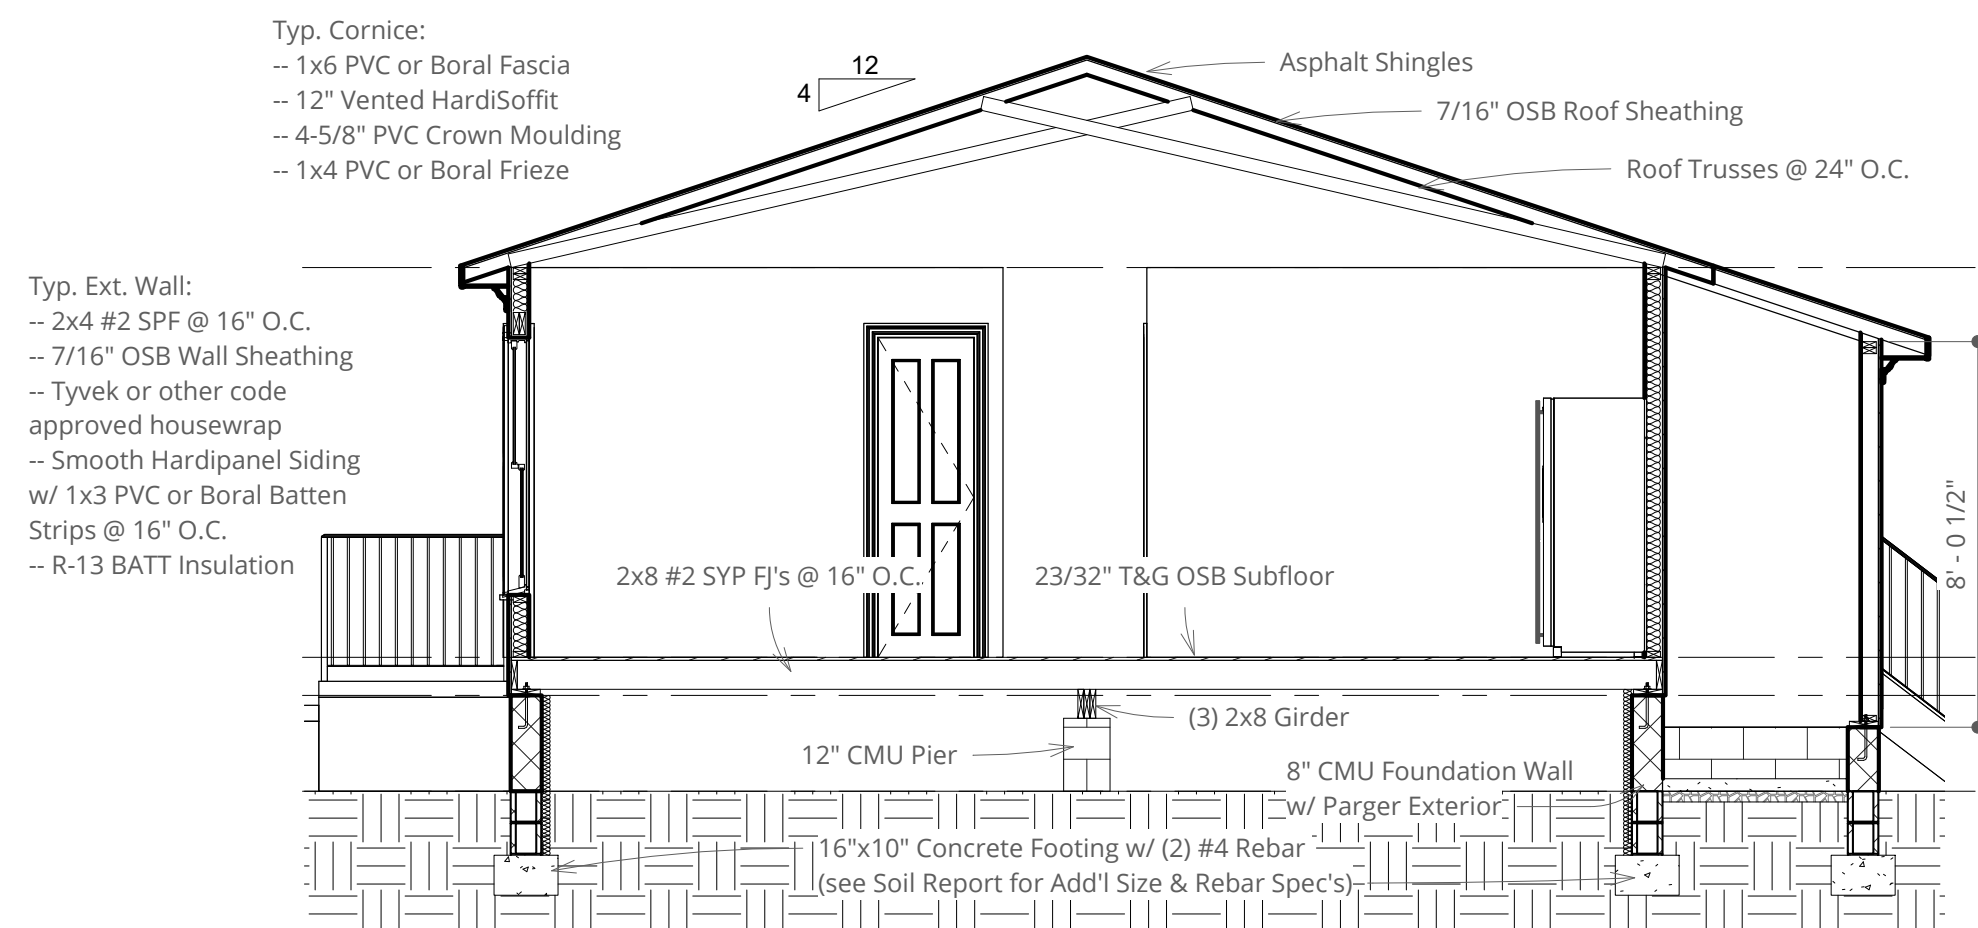 Typ. Cornice:
-- 1x6 PVC or Boral Fascia
-- 12" Vented HardiSoffit
-- 4-5/8" PVC Crown Moulding
-- 1x4 PVC or Boral Frieze
12
4
Asphalt Shingles
7/16" OSB Roof Sheathing
Roof Trusses @ 24" O.C.
Typ. Ext. Wall:
-- 2x4 #2 SPF @ 16" O.C.
-- 7/16" OSB Wall Sheathing
-- Tyvek or other code
approved housewrap
-- Smooth Hardipanel Siding
w/ 1x3 PVC or Boral Batten
Strips @ 16" O.C.
-- R-13 BATT Insulation
2x8 #2 SYP FJ's @ 16" O.C.
23/32" T&G OSB Subfloor
8' - 0 1/2"
(3) 2x8 Girder
12" CMU Pier
8" CMU Foundation Wall
w/ Parger Exterior
16"x10" Concrete Footing w/ (2) #4 Rebar
(see Soil Report for Add'l Size & Rebar Spec's)